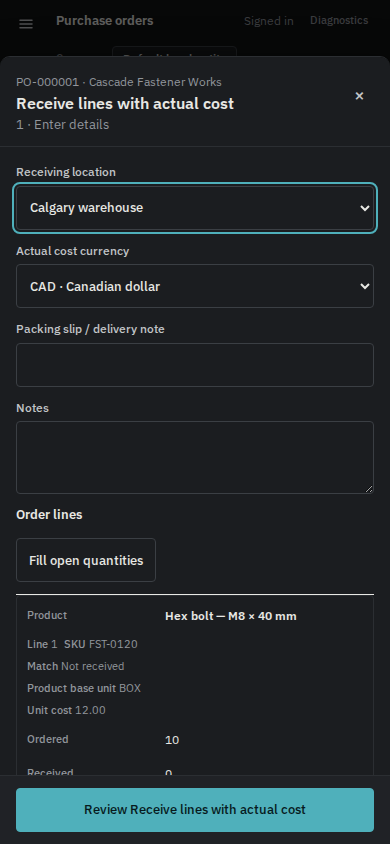 Purchase orders
Signed in
Diagnostics
PO-000001 · Cascade Fastener Works
Receive lines with actual cost
1 · Enter details
×
Receiving location
Calgary warehouse
Actual cost currency
CAD · Canadian dollar
Packing slip / delivery note
Notes
Order lines
Fill open quantities
Product
Hex bolt — M8 × 40 mm
Line 1 SKU FST-0120
Match Not received
Product base unit BOX
Unit cost 12.00
Ordered
10
Received
0
Review Receive lines with actual cost